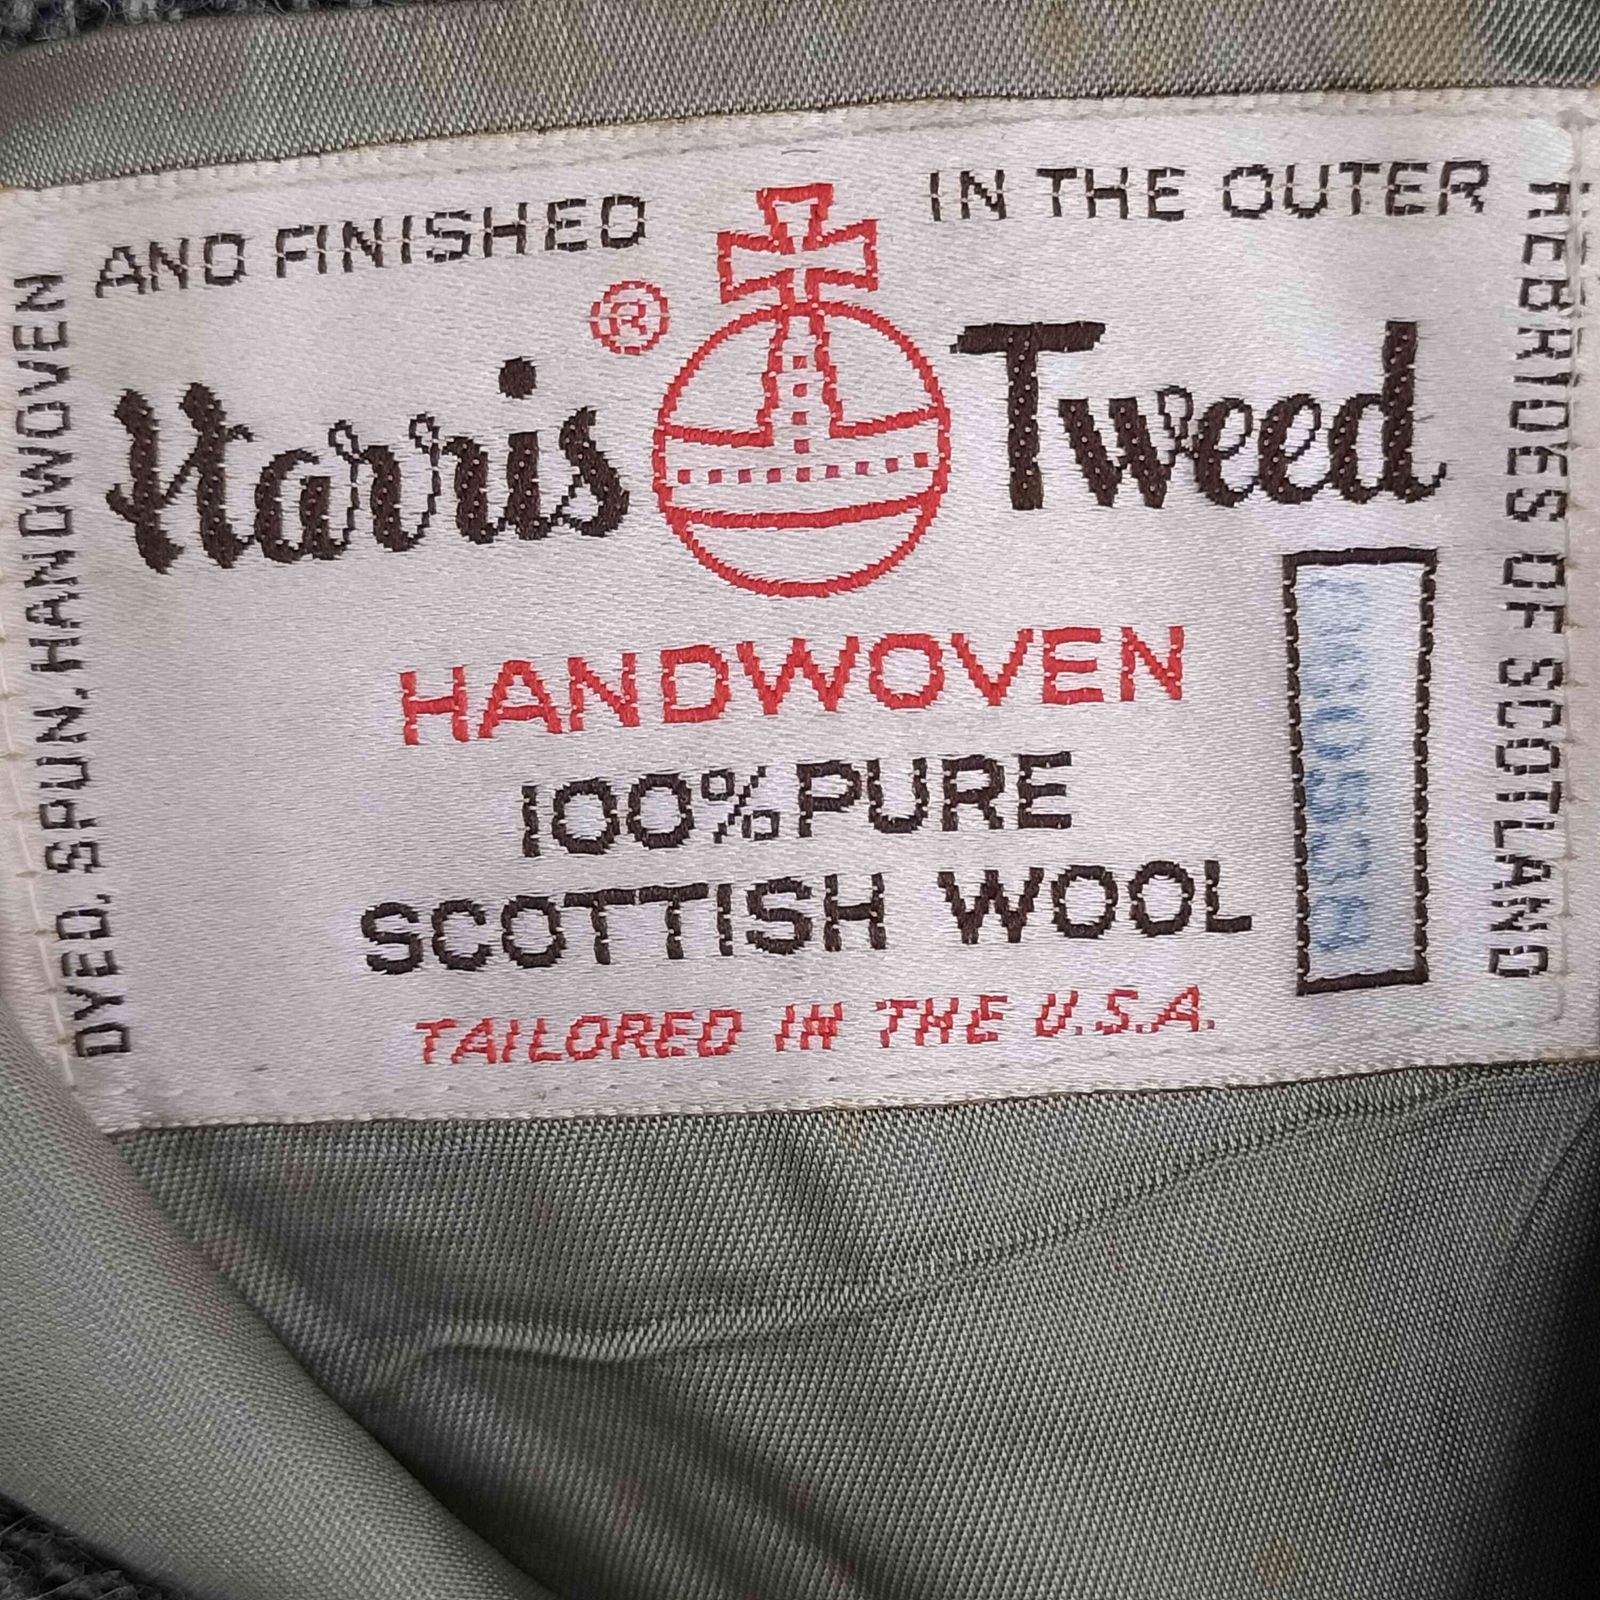 DYED, SPUN, HANDWOVEN
AND FINISHED
IN THE OUTER
HEBRIDES OF SCOTLAND
®
Harris Tweed
HANDWOVEN
100% PURE
SCOTTISH WOOL
TAILORED IN THE U.S.A.